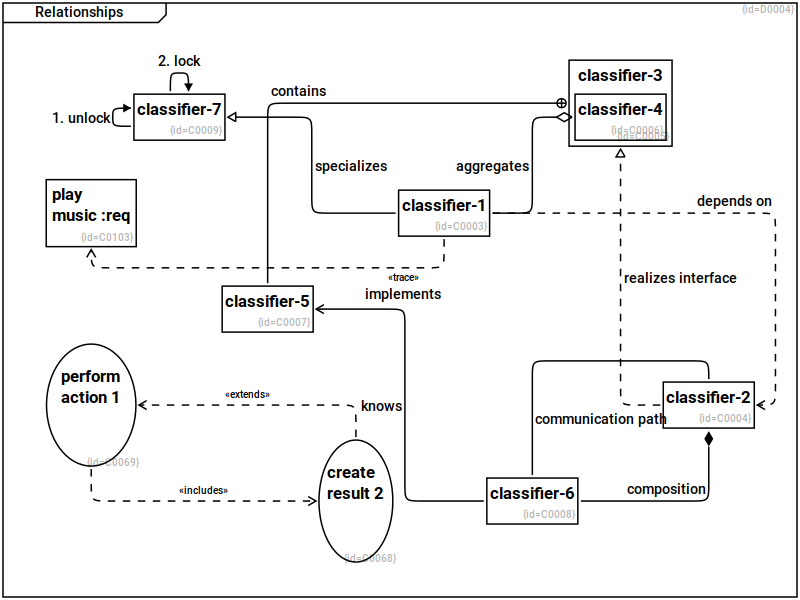 Relationships
{id=D0004}
2. lock
1. unlock
classifier-7
{id=C0009}
contains
classifier-3
classifier-4
{id=C0006}
{id=C0005}
specializes
aggregates
play
music :req
{id=C0103}
classifier-1
{id=C0003}
depends on
«trace»
implements
realizes interface
classifier-5
{id=C0007}
perform
action 1
{id=C0069}
«extends»
knows
classifier-2
{id=C0004}
communication path
create
result 2
{id=C0068}
«includes»
classifier-6
{id=C0008}
composition